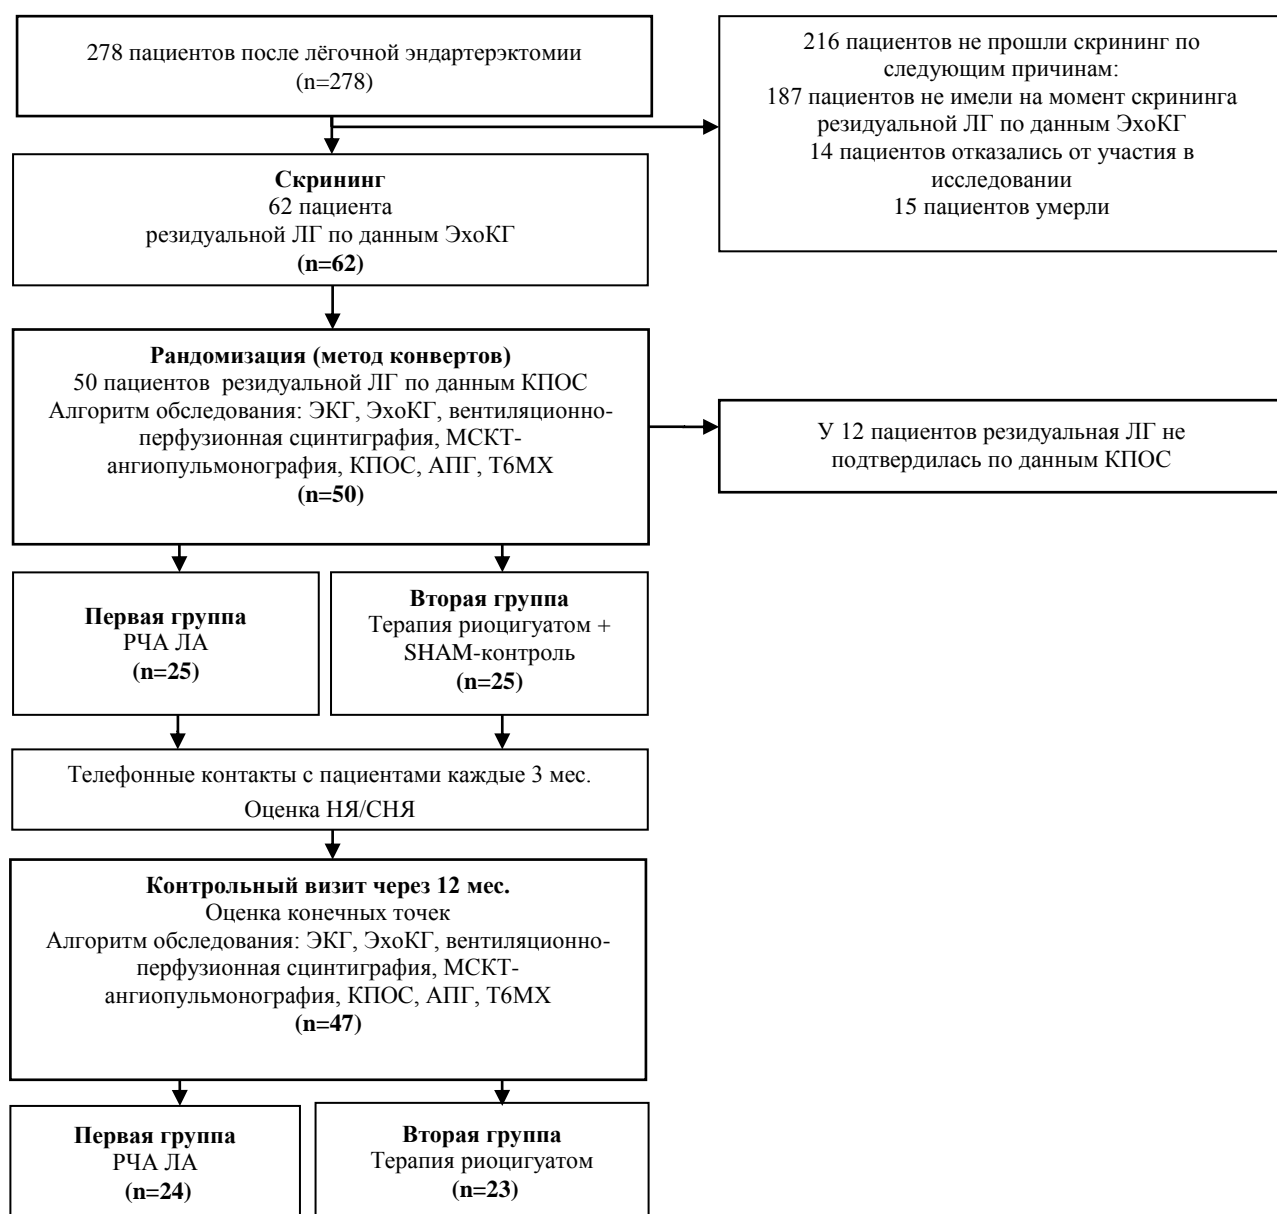 278 пациентов после лёгочной эндартерэктомии
(n=278)
216 пациентов не прошли скрининг по
следующим причинам:
187 пациентов не имели на момент скрининга
резидуальной ЛГ по данным ЭхоКГ
14 пациентов отказались от участия в
исследовании
15 пациентов умерли
Скрининг
62 пациента
резидуальной ЛГ по данным ЭхоКГ
(n=62)
Рандомизация (метод конвертов)
50 пациентов резидуальной ЛГ по данным КПОС
Алгоритм обследования: ЭКГ, ЭхоКГ, вентиляционно-
перфузионная сцинтиграфия, МСКТ-
ангиопульмонография, КПОС, АПГ, Т6МХ
(n=50)
У 12 пациентов резидуальная ЛГ не
подтвердилась по данным КПОС
Первая группа
РЧА ЛА
(n=25)
Вторая группа
Терапия риоцигуатом +
SHAM-контроль
(n=25)
Телефонные контакты с пациентами каждые 3 мес.
Оценка НЯ/СНЯ
Контрольный визит через 12 мес.
Оценка конечных точек
Алгоритм обследования: ЭКГ, ЭхоКГ, вентиляционно-
перфузионная сцинтиграфия, МСКТ-
ангиопульмонография, КПОС, АПГ, Т6МХ
(n=47)
Первая группа
РЧА ЛА
(n=24)
Вторая группа
Терапия риоцигуатом
(n=23)